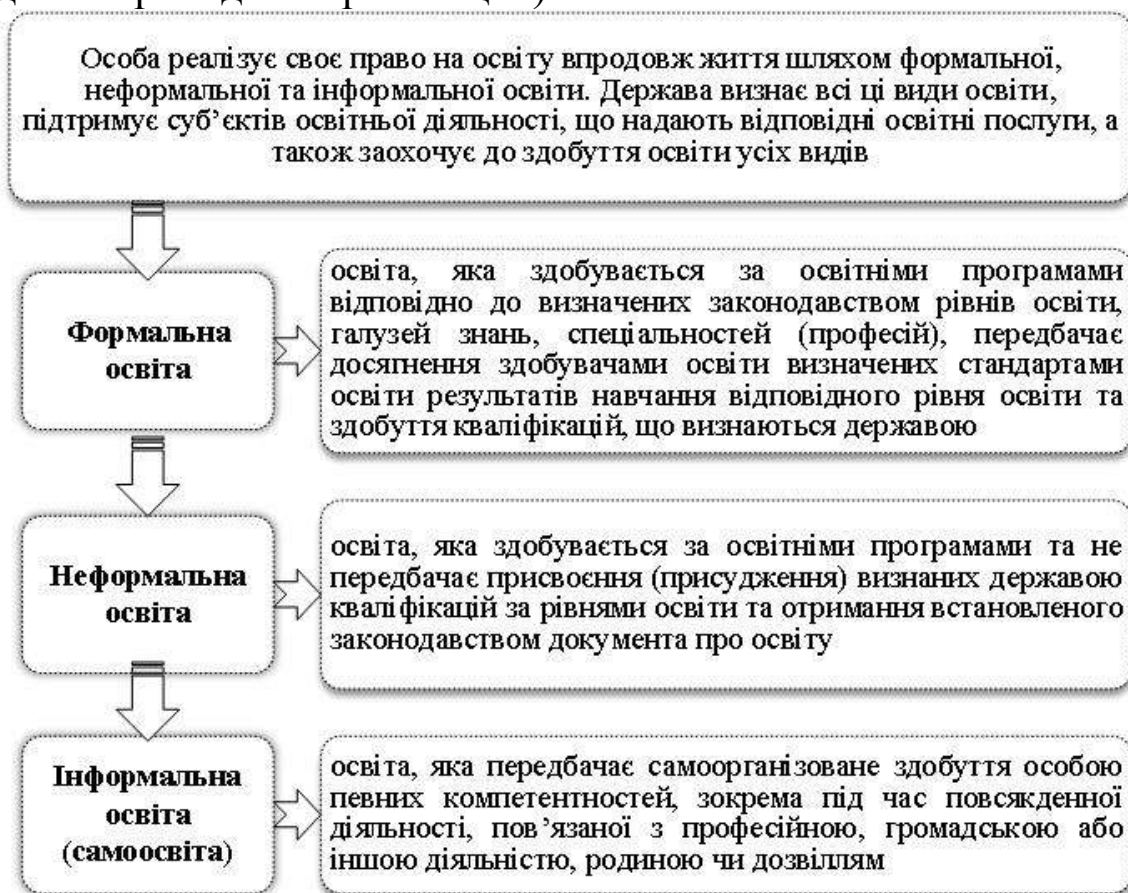 Особа реалізує своє право на освіту впродовж життя шляхом формальної,
неформальної та інформальної освіти. Держава визнає всі ці види освіти,
підтримує суб’єктів освітньої діяльності, що надають відповідні освітні послуги, а
також заохочує до здобуття освіти усіх видів
Формальна
освіта
освіта, яка здобувається за освітніми програмами
відповідно до визначених законодавством рівнів освіти,
галузей знань, спеціальностей (професій), передбачає
досягнення здобувачами освіти визначених стандартами
освіти результатів навчання відповідного рівня освіти та
здобуття кваліфікацій, що визнаються державою
Неформальна
освіта
освіта, яка здобувається за освітніми програмами та не
передбачає присвоєння (присудження) визнаних державою
кваліфікацій за рівнями освіти та отримання встановленого
законодавством документа про освіту
Інформальна
освіта
(самоосвіта)
освіта, яка передбачає самоорганізоване здобуття особою
певних компетентностей, зокрема під час повсякденної
діяльності, пов’язаної з професійною, громадською або
іншою діяльністю, родиною чи дозвіллям